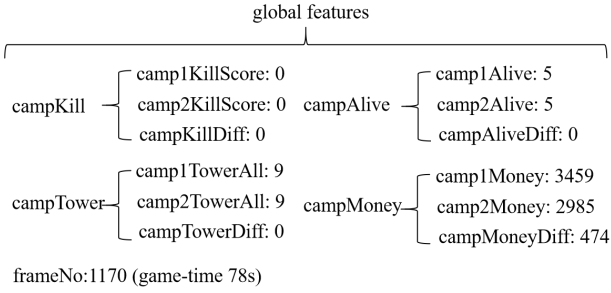 global features
campKill
camp1KillScore: 0
camp2KillScore: 0
campKillDiff: 0
campAlive
camp1Alive: 5
camp2Alive: 5
campAliveDiff: 0
campTower
camp1TowerAll: 9
camp2TowerAll: 9
campTowerDiff: 0
campMoney
camp1Money: 3459
camp2Money: 2985
campMoneyDiff: 474
frameNo:1170 (game-time 78s)